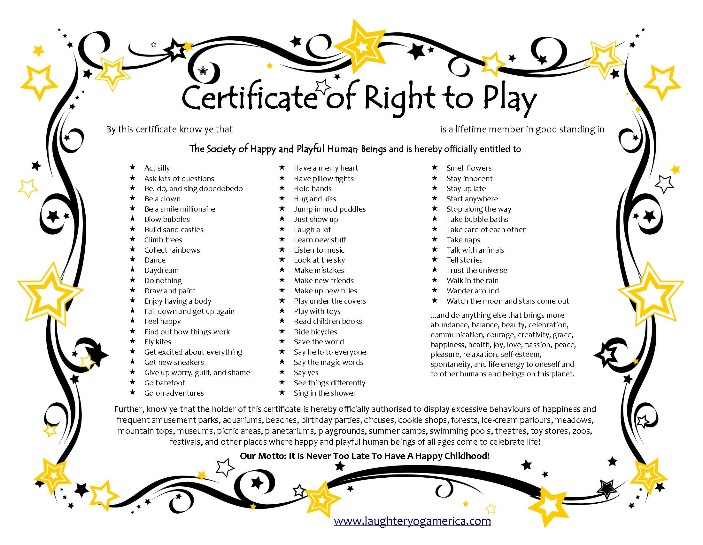 Certificate of Right to Play
By this certificate know ye that is a lifetime member in good standing in
The Society of Happy and Playful Human Beings and is hereby officially entitled to
Act silly
Ask lots of questions
Be, do, and sing dobedobedo
Be a clown
Be a smile millionaire
Blow bubbles
Build sand castles
Climb trees
Collect rainbows
Dance
Daydream
Do nothing
Draw and paint
Enjoy having a body
Fall down and get up again
Feel happy
Find out how things work
Fly kites
Get excited about everything
Get new sneakers
Give up worry, guilt, and shame
Go barefoot
Go on adventures
Have a merry heart
Have pillow fights
Hold hands
Hug and kiss
Jump in mud puddles
Just show up
Laugh a lot
Learn new stuff
Listen to music
Look at the sky
Make mistakes
Make new friends
Make up new rules
Play under the covers
Play with toys
Read children books
Ride bicycles
Save the world
Say hello to everyone
Say the magic words
Say yes
See things differently
Sing in the shower
Smell flowers
Stay innocent
Stay up late
Start anywhere
Stop along the way
Take bubble baths
Take care of each other
Take naps
Talk with animals
Tell stories
Trust the universe
Walk in the rain
Wander around
Watch the moon and stars come out
...and do anything else that brings more
abundance, balance, beauty, celebration,
communication, courage, creativity, grace,
happiness, health, joy, love, passion, peace,
pleasure, relaxation, self-esteem,
spontaneity, and life energy to oneself and
to other humans and beings on this planet.
Further, know ye that the holder of this certificate is hereby officially authorised to display excessive behaviours of happiness and
frequent amusement parks, aquariums, beaches, birthday parties, circuses, cookie shops, forests, ice-cream parlours, meadows,
mountain tops, museums, picnic areas, planetariums, playgrounds, summer camps, swimming pools, theatres, toy stores, zoos,
festivals, and other places where happy and playful human beings of all ages come to celebrate life!
Our Motto: It Is Never Too Late To Have A Happy Childhood!
www.laughteryogamerica.com